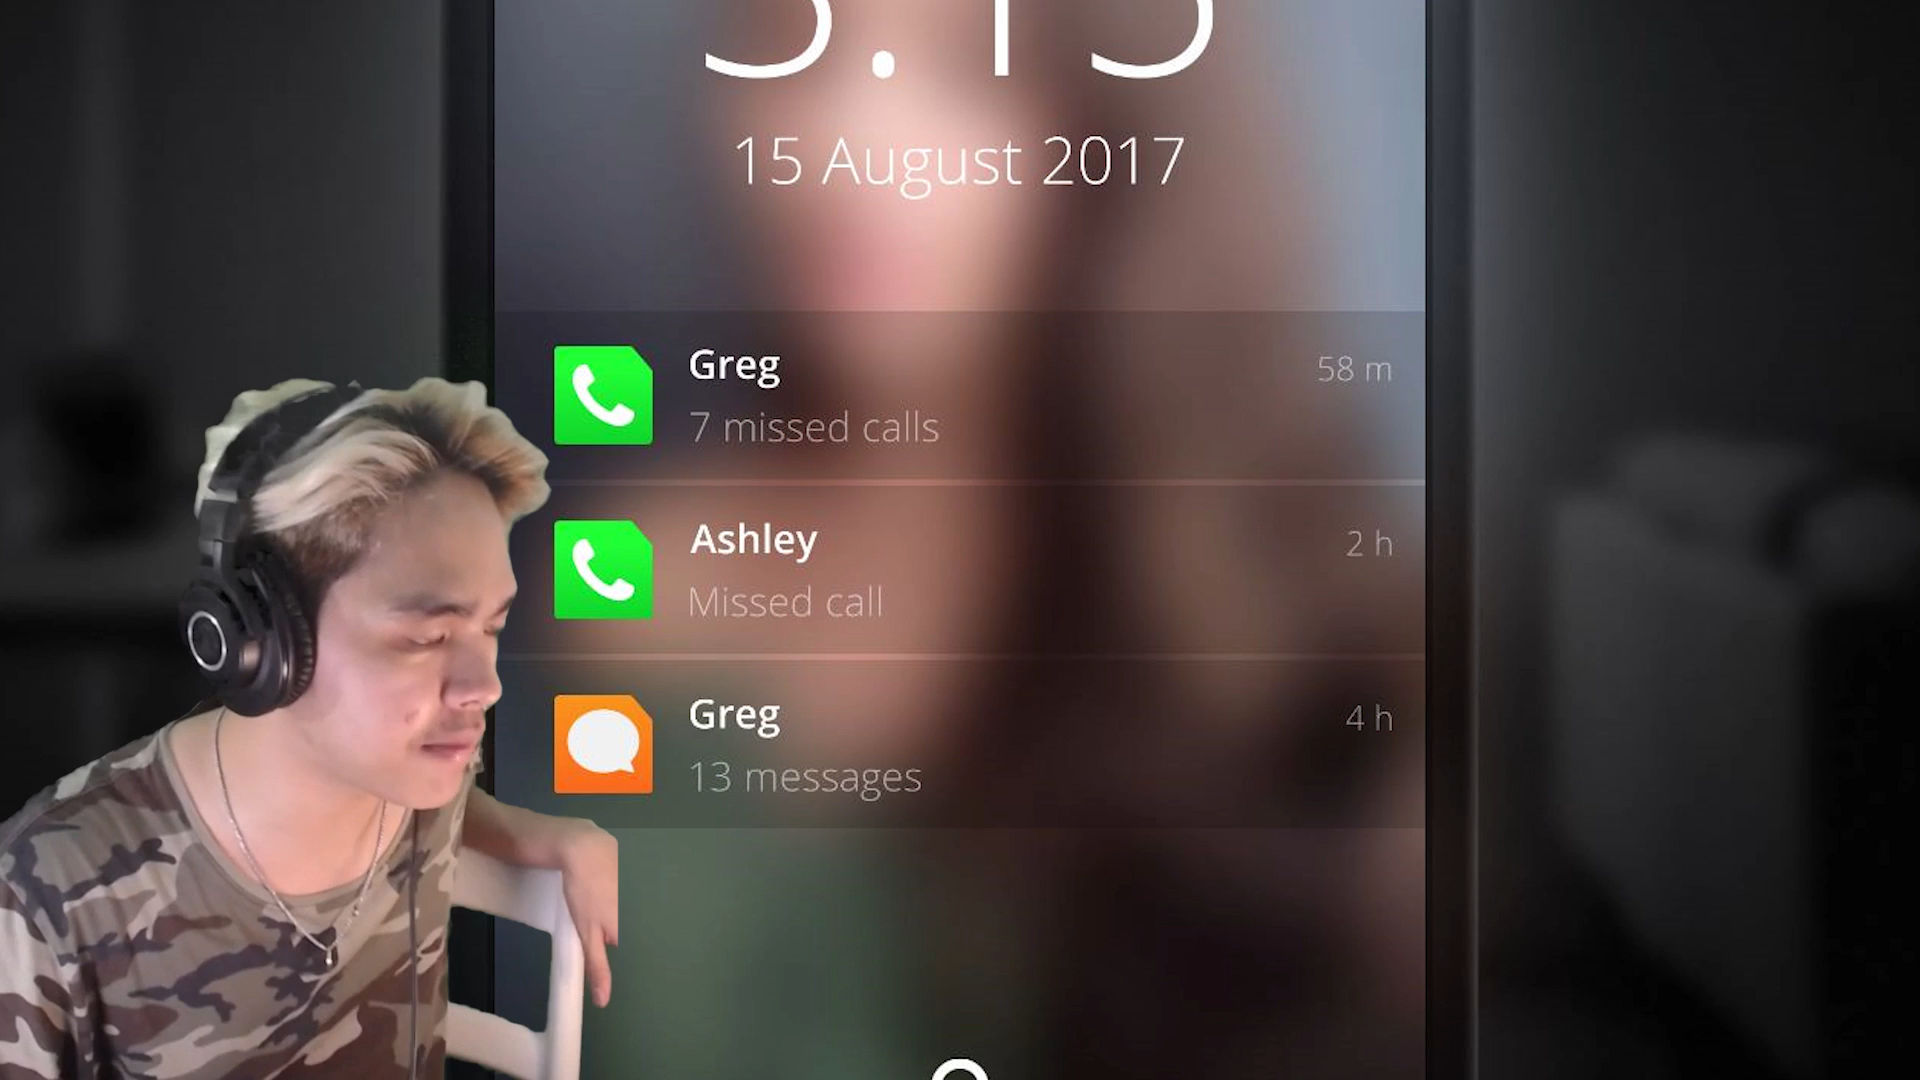 15 August 2017
Greg
58 m
7 missed calls
Ashley
2 h
Missed call
Greg
4 h
13 messages